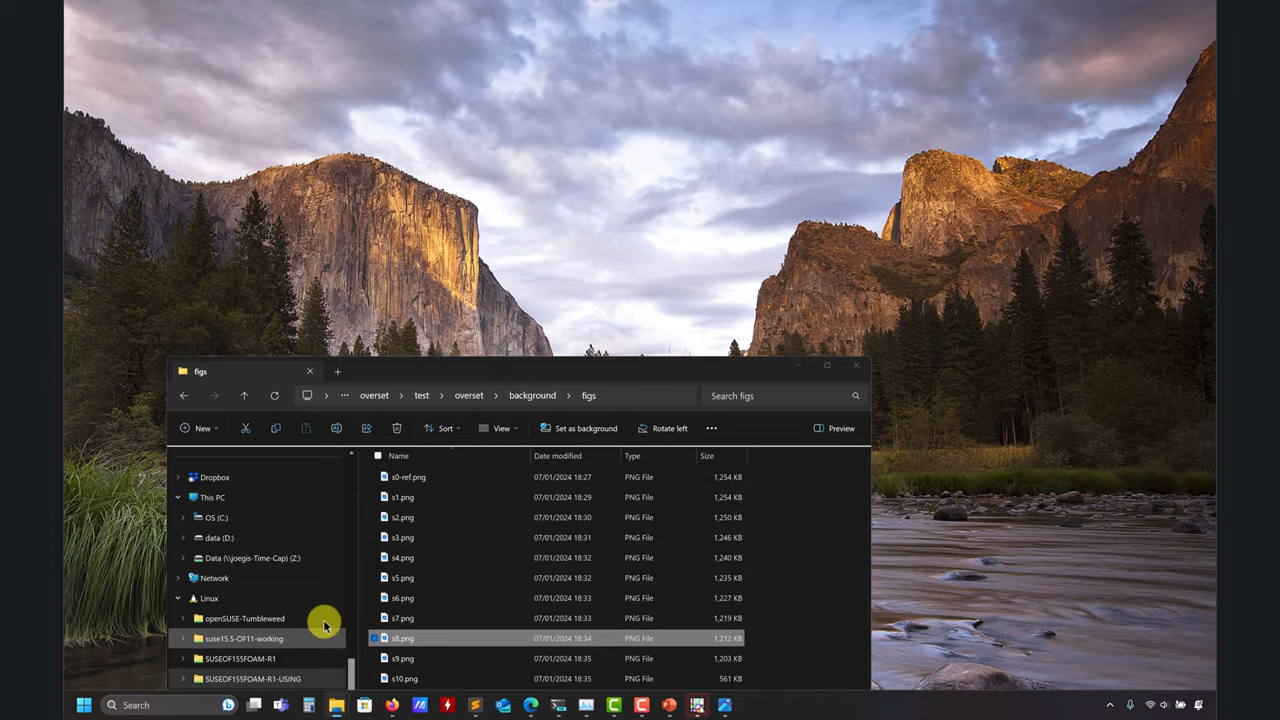 figs
overset test overset background figs Search figs
New Sort View Set as background Rotate left Preview
Name Date modified Type Size
Dropbox
This PC
OS (C:)
data (D:)
Data (\\joegis-Time-Cap) (Z:)
Network
Linux
openSUSE-Tumbleweed
suse15.5-OF11-working
SUSEOF155FOAM-R1
SUSEOF155FOAM-R1-USING
s0-ref.png 07/01/2024 18:27 PNG File 1,254 KB
s1.png 07/01/2024 18:29 PNG File 1,254 KB
s2.png 07/01/2024 18:30 PNG File 1,250 KB
s3.png 07/01/2024 18:31 PNG File 1,246 KB
s4.png 07/01/2024 18:32 PNG File 1,240 KB
s5.png 07/01/2024 18:32 PNG File 1,235 KB
s6.png 07/01/2024 18:33 PNG File 1,227 KB
s7.png 07/01/2024 18:33 PNG File 1,219 KB
s8.png 07/01/2024 18:34 PNG File 1,212 KB
s9.png 07/01/2024 18:35 PNG File 1,203 KB
s10.png 07/01/2024 18:35 PNG File 561 KB
Search